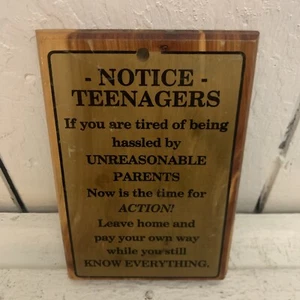 - NOTICE -
TEENAGERS
If you are tired of being
hassled by
UNREASONABLE
PARENTS
Now is the time for
ACTION!
Leave home and
pay your own way
while you still
KNOW EVERYTHING.